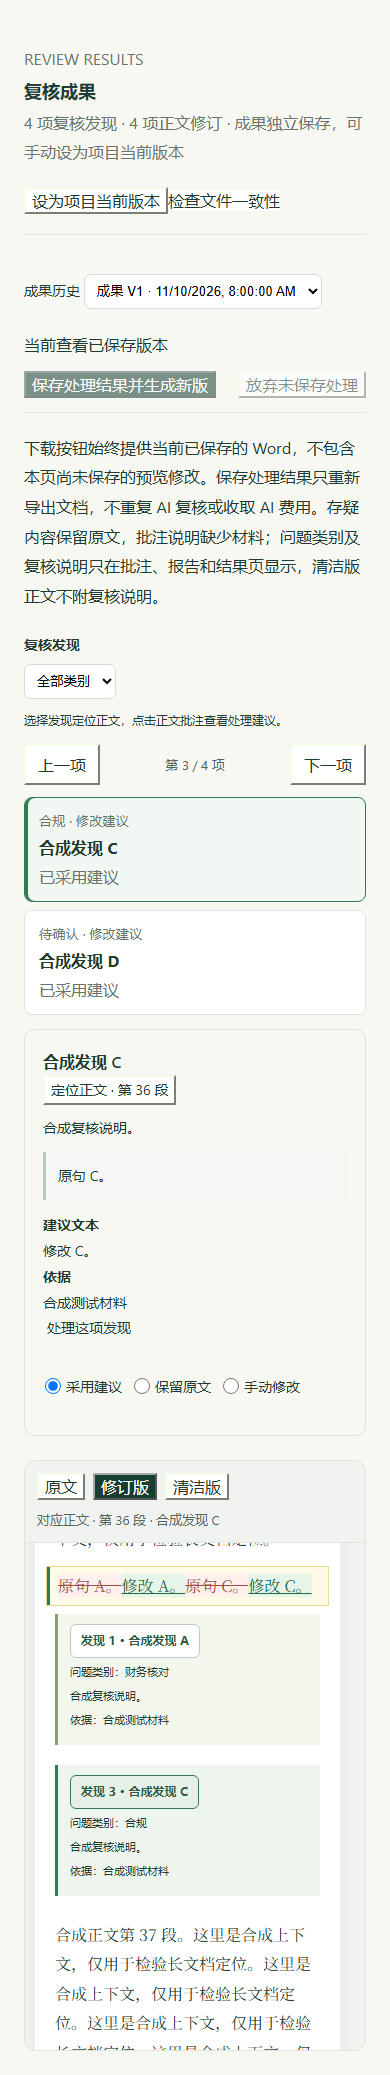 REVIEW RESULTS
复核成果
4 项复核发现 · 4 项正文修订 · 成果独立保存，可
手动设为项目当前版本
设为项目当前版本 检查文件一致性
成果历史 成果 V1 · 11/10/2026, 8:00:00 AM
当前查看已保存版本
保存处理结果并生成新版 放弃未保存处理
下载按钮始终提供当前已保存的 Word，不包含
本页尚未保存的预览修改。保存处理结果只重新
导出文档，不重复 AI 复核或收取 AI 费用。存疑
内容保留原文，批注说明缺少材料；问题类别及
复核说明只在批注、报告和结果页显示，清洁版
正文不附复核说明。
复核发现
全部类别
选择发现定位正文，点击正文批注查看处理建议。
上一项 第 3 / 4 项 下一项
合规 · 修改建议
合成发现 C
已采用建议
待确认 · 修改建议
合成发现 D
已采用建议
合成发现 C
定位正文 · 第 36 段
合成复核说明。
原句 C。
建议文本
修改 C。
依据
合成测试材料
处理这项发现
采用建议 保留原文 手动修改
原文 修订版 清洁版
对应正文 · 第 36 段 · 合成发现 C
原句 A。修改 A。原句 C。修改 C。
发现 1 · 合成发现 A
问题类别：财务核对
合成复核说明。
依据：合成测试材料
发现 3 · 合成发现 C
问题类别：合规
合成复核说明。
依据：合成测试材料
合成正文第 37 段。这里是合成上下
文，仅用于检验长文档定位。这里是
合成上下文，仅用于检验长文档定
位。这里是合成上下文，仅用于检验